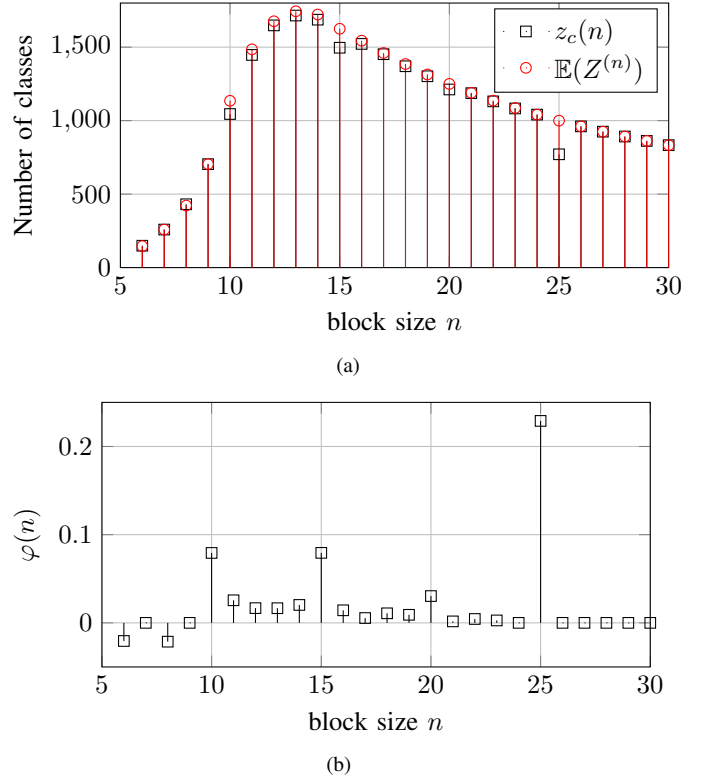 1,500
1,000
500
0
Number of classes
z_c(n)
𝔼(Z^{(n)})
5 10 15 20 25 30
block size n
(a)
0.2
0.1
0
φ(n)
5 10 15 20 25 30
block size n
(b)